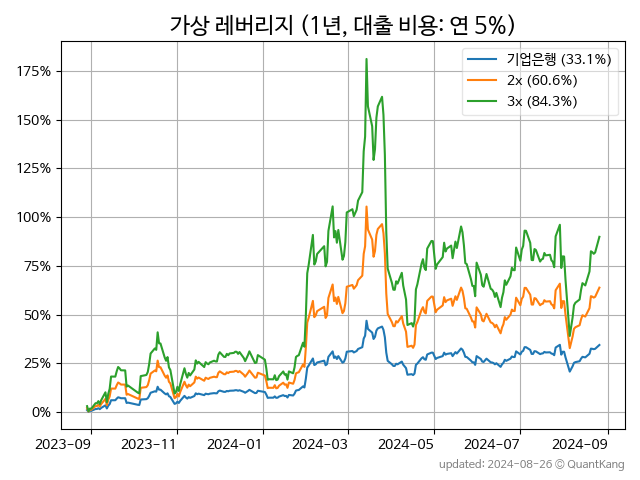 가상 레버리지 (1년, 대출 비용: 연 5%)
기업은행 (33.1%)
2x (60.6%)
3x (84.3%)
175%
150%
125%
100%
75%
50%
25%
0%
2023-09 2023-11 2024-01 2024-03 2024-05 2024-07 2024-09
updated: 2024-08-26 © QuantKang